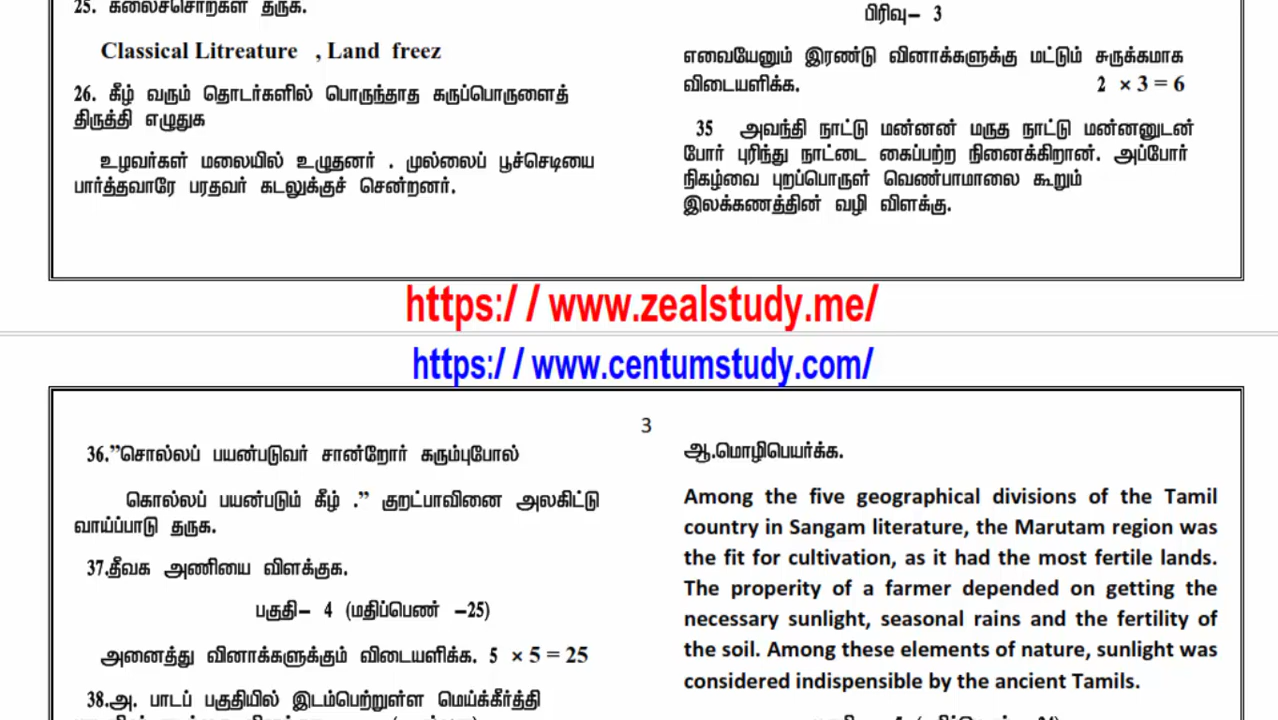 25. கலைச்சொற்கள் தருக.
Classical Litreature , Land freez
26. கீழ் வரும் தொடர்களில் பொருந்தாத கருப்பொருளைத்
திருத்தி எழுதுக
உழவர்கள் மலையில் உழுதனர் . முல்லைப் பூச்செடியை
பார்த்தவாரே பரதவர் கடலுக்குச் சென்றனர்.
பிரிவு– 3
எவையேனும் இரண்டு வினாக்களுக்கு மட்டும் சுருக்கமாக
விடையளிக்க. 2 × 3 = 6
35 அவந்தி நாட்டு மன்னன் மருத நாட்டு மன்னனுடன்
போர் புரிந்து நாட்டை கைப்பற்ற நினைக்கிறான். அப்போர்
நிகழ்வை புறப்பொருள் வெண்பாமாலை கூறும்
இலக்கணத்தின் வழி விளக்கு.
https://www.zealstudy.me/
https://www.centumstudy.com/
3
36.”சொல்லப் பயன்படுவர் சான்றோர் கரும்புபோல்
கொல்லப் பயன்படும் கீழ் .” குறட்பாவினை அலகிட்டு
வாய்ப்பாடு தருக.
37.தீவக அணியை விளக்குக.
பகுதி– 4 (மதிப்பெண் –25)
அனைத்து வினாக்களுக்கும் விடையளிக்க. 5 × 5 = 25
38.அ. பாடப் பகுதியில் இடம்பெற்றுள்ள மெய்க்கீர்த்தி
ஆ.மொழிபெயர்க்க.
Among the five geographical divisions of the Tamil
country in Sangam literature, the Marutam region was
the fit for cultivation, as it had the most fertile lands.
The properity of a farmer depended on getting the
necessary sunlight, seasonal rains and the fertility of
the soil. Among these elements of nature, sunlight was
considered indispensible by the ancient Tamils.